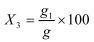 X₃ = g₁/g × 100